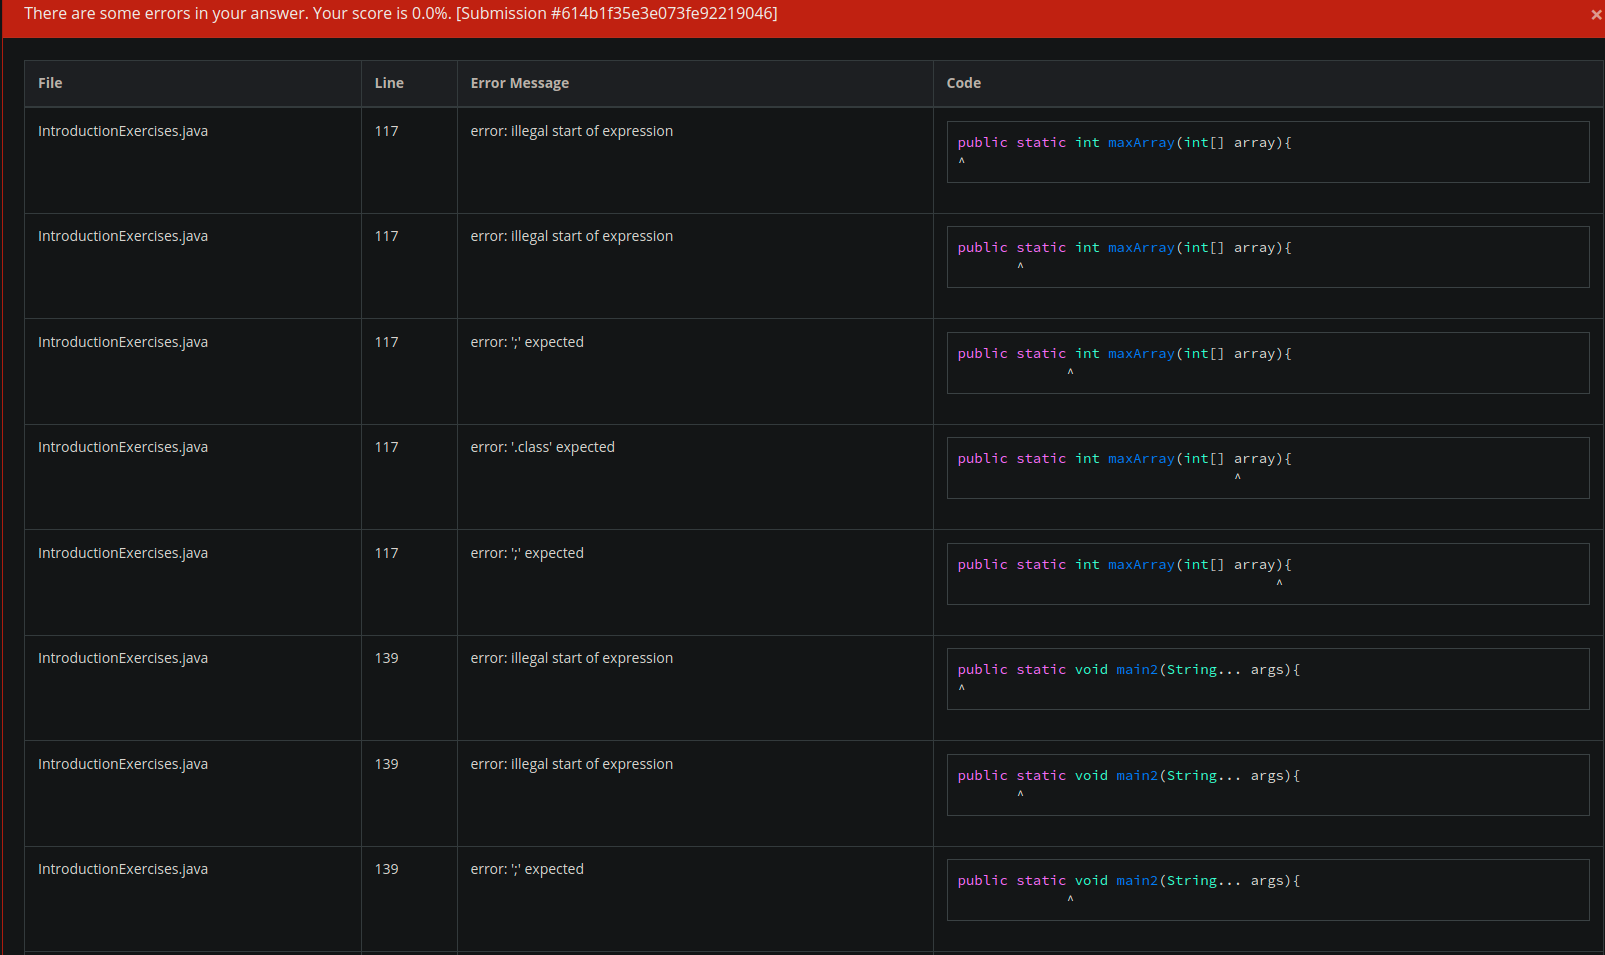 There are some errors in your answer. Your score is 0.0%. [Submission #614b1f35e3e073fe92219046] ×
File Line Error Message Code
IntroductionExercises.java 117 error: illegal start of expression public static int maxArray(int[] array){
^
IntroductionExercises.java 117 error: illegal start of expression public static int maxArray(int[] array){
^
IntroductionExercises.java 117 error: ';' expected public static int maxArray(int[] array){
^
IntroductionExercises.java 117 error: '.class' expected public static int maxArray(int[] array){
^
IntroductionExercises.java 117 error: ';' expected public static int maxArray(int[] array){
^
IntroductionExercises.java 139 error: illegal start of expression public static void main2(String... args){
^
IntroductionExercises.java 139 error: illegal start of expression public static void main2(String... args){
^
IntroductionExercises.java 139 error: ';' expected public static void main2(String... args){
^